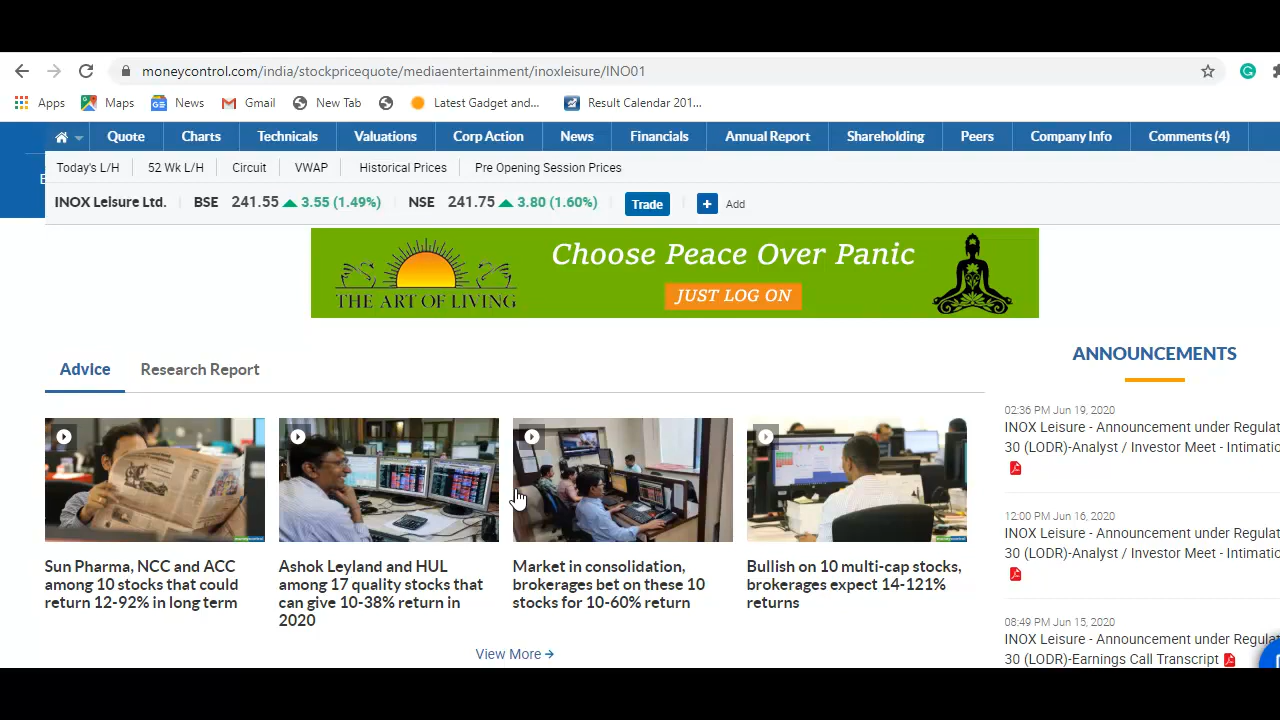 moneycontrol.com/india/stockpricequote/mediaentertainment/inoxleisure/INO01
Apps Maps News Gmail New Tab Latest Gadget and... Result Calendar 201...
Quote Charts Technicals Valuations Corp Action News Financials Annual Report Shareholding Peers Company Info Comments (4)
Today's L/H 52 Wk L/H Circuit VWAP Historical Prices Pre Opening Session Prices
INOX Leisure Ltd. BSE 241.55 3.55 (1.49%) NSE 241.75 3.80 (1.60%) Trade + Add
Choose Peace Over Panic
THE ART OF LIVING
JUST LOG ON
Advice Research Report
Sun Pharma, NCC and ACC
among 10 stocks that could
return 12-92% in long term
Ashok Leyland and HUL
among 17 quality stocks that
can give 10-38% return in
2020
Market in consolidation,
brokerages bet on these 10
stocks for 10-60% return
Bullish on 10 multi-cap stocks,
brokerages expect 14-121%
returns
View More
ANNOUNCEMENTS
02:36 PM Jun 19, 2020
INOX Leisure - Announcement under Regulat
30 (LODR)-Analyst / Investor Meet - Intimatio
12:00 PM Jun 16, 2020
INOX Leisure - Announcement under Regulat
30 (LODR)-Analyst / Investor Meet - Intimatio
08:49 PM Jun 15, 2020
INOX Leisure - Announcement under Regulat
30 (LODR)-Earnings Call Transcript